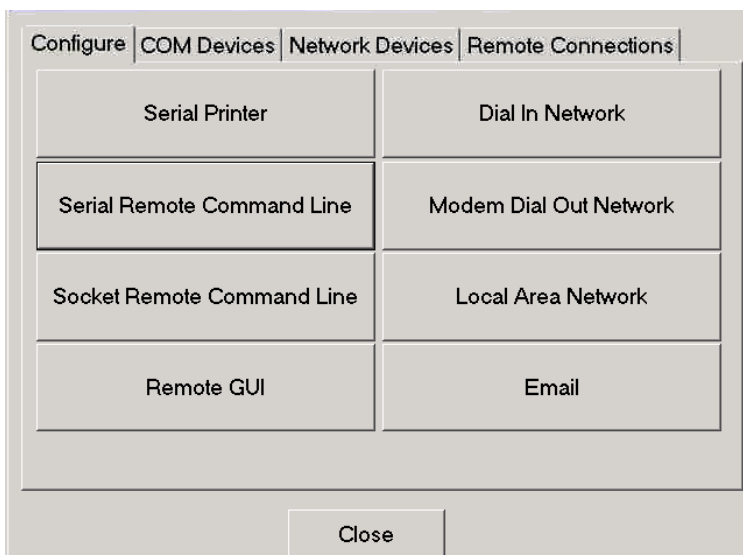 Configure COM Devices Network Devices Remote Connections
Serial Printer Dial In Network
Serial Remote Command Line Modem Dial Out Network
Socket Remote Command Line Local Area Network
Remote GUI Email
Close